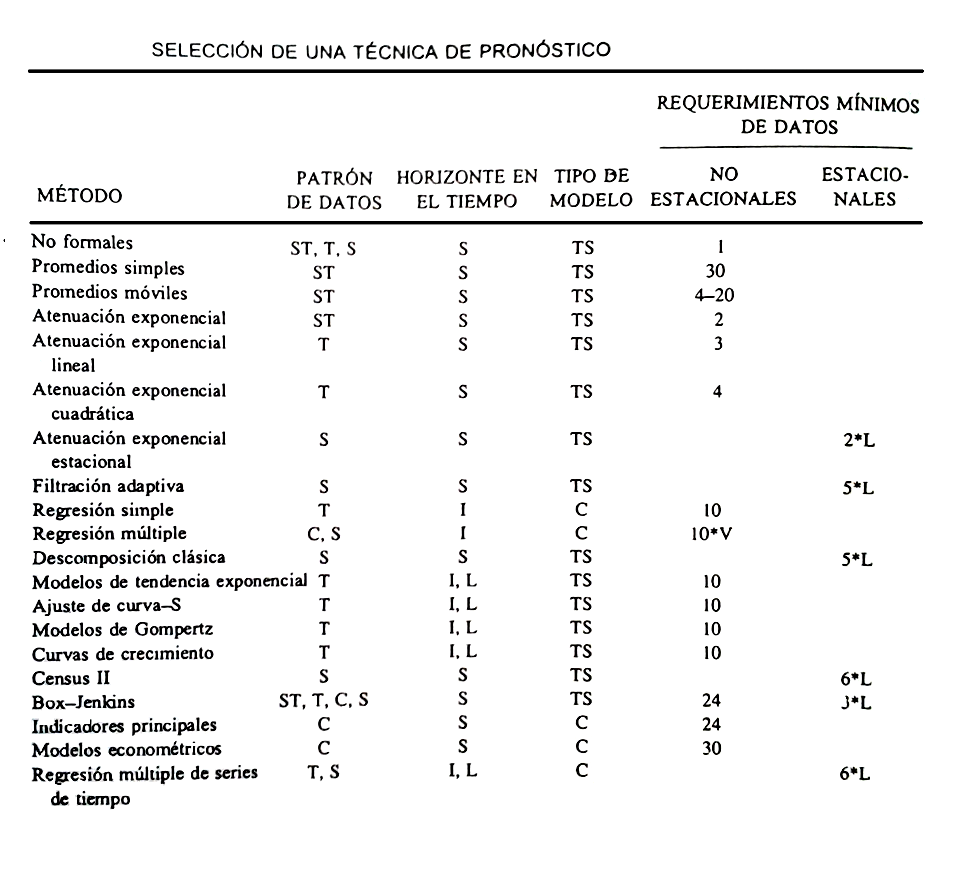 SELECCIÓN DE UNA TÉCNICA DE PRONÓSTICO
REQUERIMIENTOS MÍNIMOS
DE DATOS
MÉTODO PATRÓN DE DATOS HORIZONTE EN EL TIEMPO TIPO DE MODELO NO ESTACIONALES ESTACIO-NALES
No formales ST, T, S S TS 1
Promedios simples ST S TS 30
Promedios móviles ST S TS 4–20
Atenuación exponencial ST S TS 2
Atenuación exponencial T S TS 3
lineal
Atenuación exponencial T S TS 4
cuadrática
Atenuación exponencial S S TS 2*L
estacional
Filtración adaptiva S S TS 5*L
Regresión simple T I C 10
Regresión múltiple C, S I C 10*V
Descomposición clásica S S TS 5*L
Modelos de tendencia exponencial T I, L TS 10
Ajuste de curva–S T I, L TS 10
Modelos de Gompertz T I, L TS 10
Curvas de crecimiento T I, L TS 10
Census II S S TS 6*L
Box–Jenkins ST, T, C, S S TS 24 3*L
Indicadores principales C S C 24
Modelos econométricos C S C 30
Regresión múltiple de series T, S I, L C 6*L
de tiempo